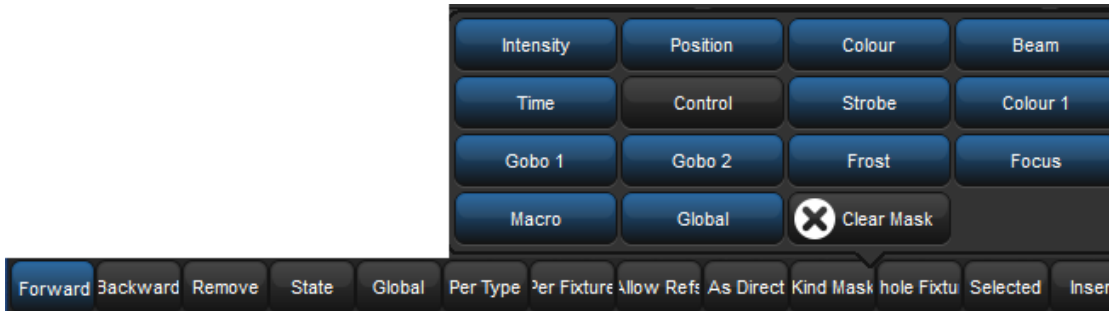 Intensity Position Colour Beam
Time Control Strobe Colour 1
Gobo 1 Gobo 2 Frost Focus
Macro Global Clear Mask
Forward Backward Remove State Global Per Type Per Fixture Allow Refs As Direct Kind Mask hole Fixtu Selected Inser